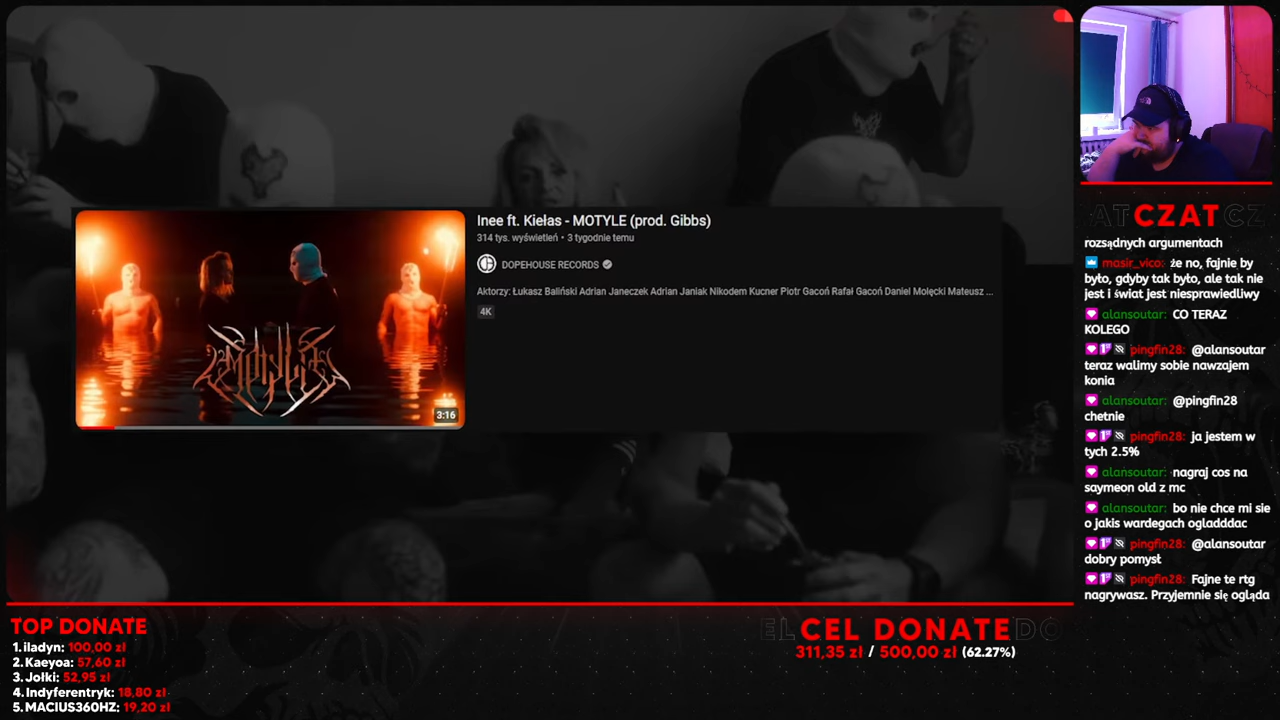 Inee ft. Kiełas - MOTYLE (prod. Gibbs)
314 tys. wyświetleń • 3 tygodnie temu
DOPEHOUSE RECORDS
Aktorzy: Łukasz Baliński Adrian Janeczek Adrian Janiak Nikodem Kucner Piotr Gacoń Rafał Gacoń Daniel Molęcki Mateusz ...
4K
MOTYLE
3:16
AT CZAT CZ
rozsądnych argumentach
masir_vico: że no, fajnie by
było, gdyby tak było, ale tak nie
jest i świat jest niesprawiedliwy
alansoutar: CO TERAZ
KOLEGO
pingfin28: @alansoutar
teraz walimy sobie nawzajem
konia
alansoutar: @pingfin28
chetnie
pingfin28: ja jestem w
tych 2.5%
alansoutar: nagraj cos na
saymeon old z mc
alansoutar: bo nie chce mi sie
o jakis wardegach ogladddac
pingfin28: @alansoutar
dobry pomysł
pingfin28: Fajne te rtg
nagrywasz. Przyjemnie się ogląda
TOP DONATE
1. iladyn: 100,00 zł
2. Kaeyoa: 57,60 zł
3. Jołki: 52,95 zł
4. Indyferentryk: 18,80 zł
5. MACIUS360HZ: 19,20 zł
EL CEL DONATE DO
311,35 zł / 500,00 zł (62.27%)